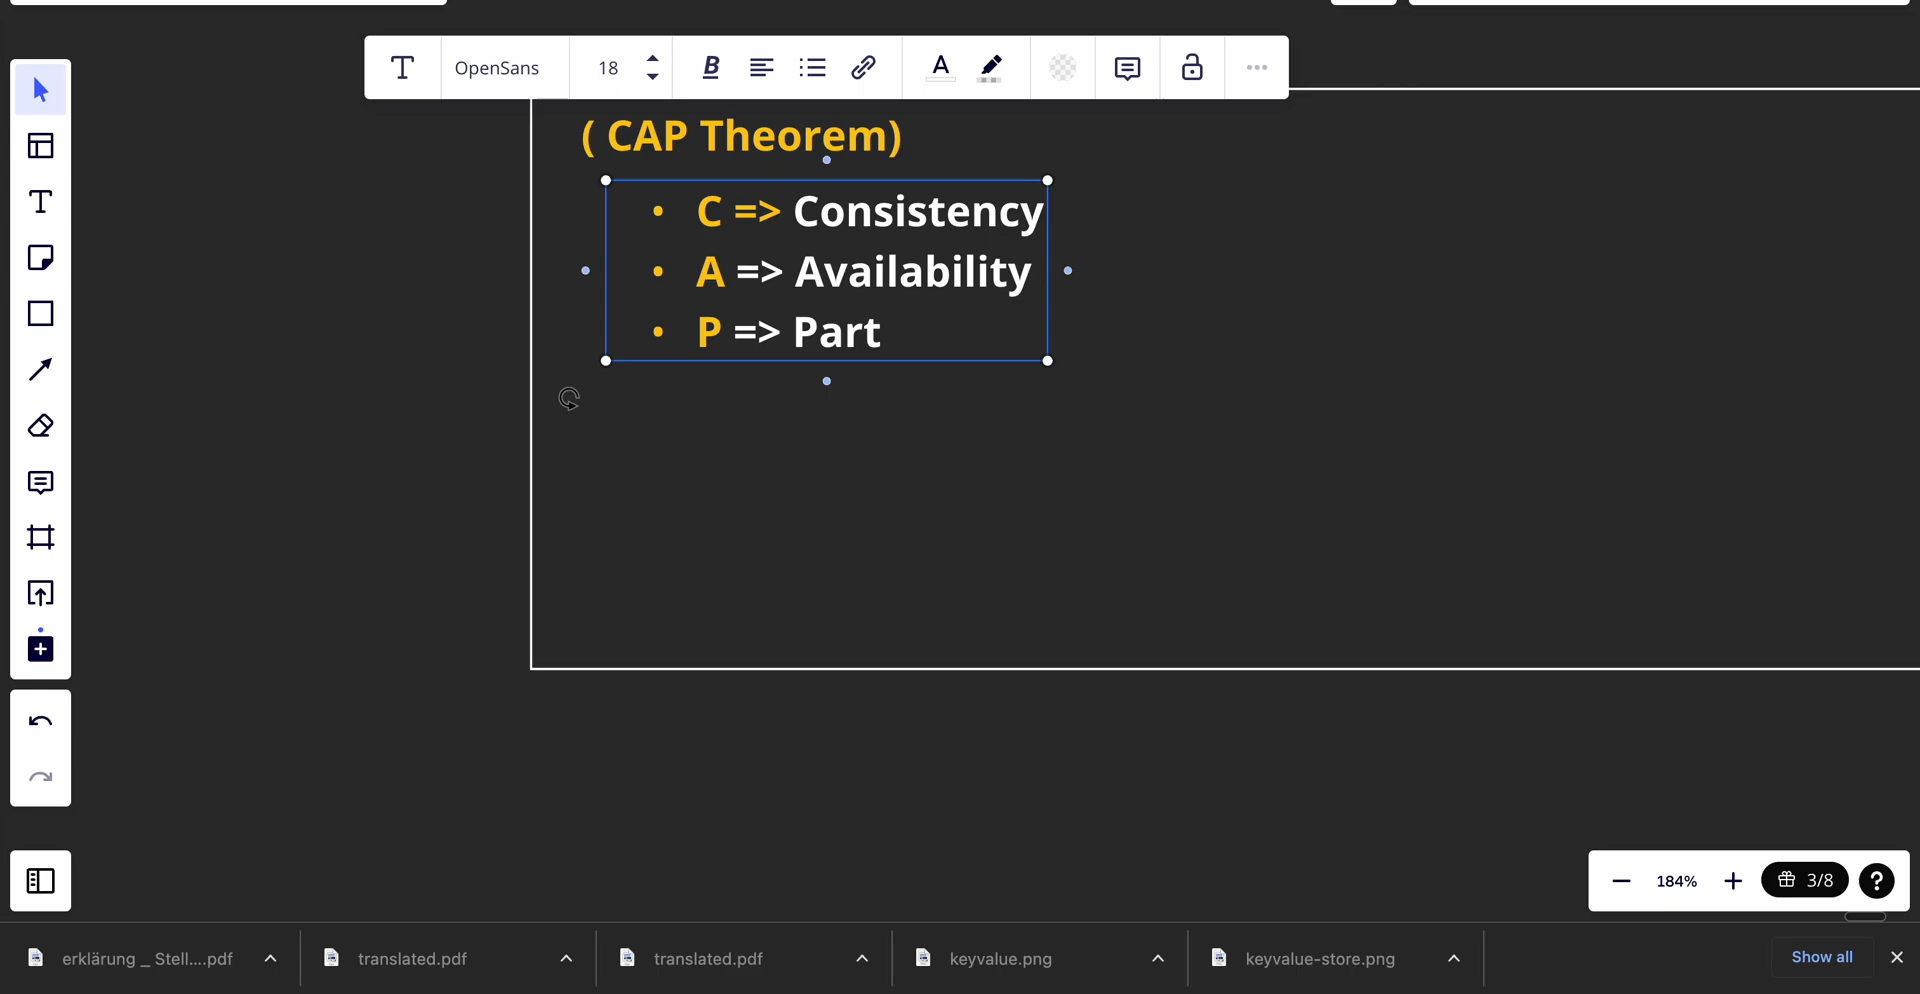 OpenSans
18
B
A
( CAP Theorem)
• C => Consistency
• A => Availability
• P => Part
184%
3/8
?
erklärung _ Stell....pdf
translated.pdf
translated.pdf
keyvalue.png
keyvalue-store.png
Show all